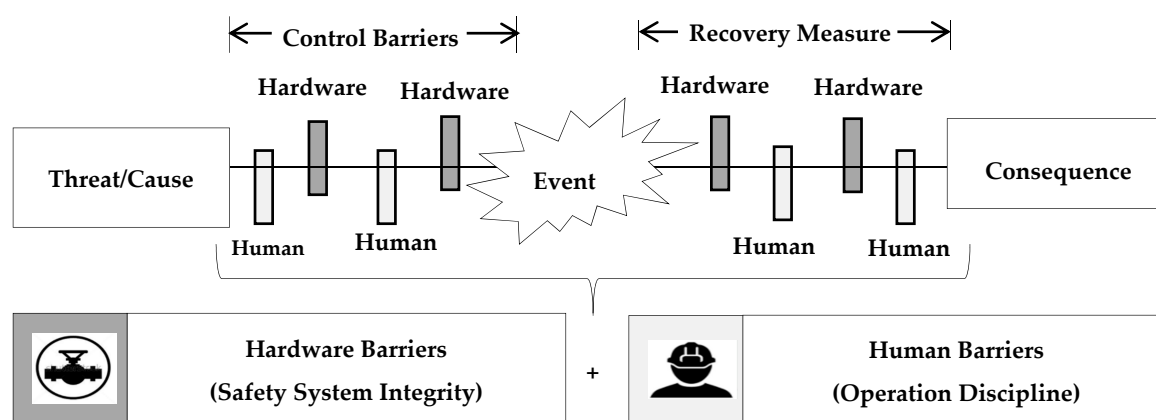 Control Barriers
Recovery Measure
Hardware
Hardware
Hardware
Hardware
Threat/Cause
Event
Consequence
Human
Human
Human
Human
Hardware Barriers
(Safety System Integrity)
+
Human Barriers
(Operation Discipline)